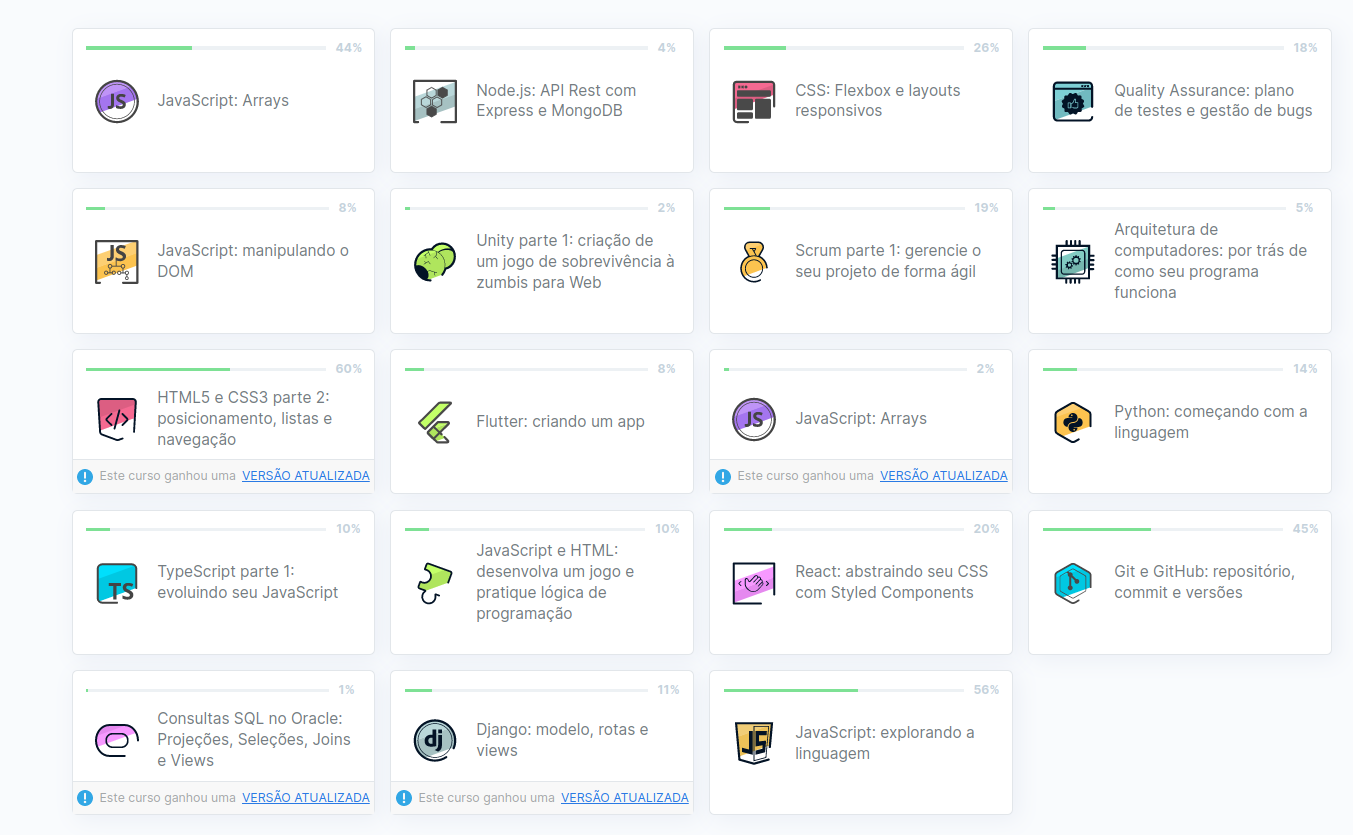 44%
JS
JavaScript: Arrays
4%
Node.js: API Rest com
Express e MongoDB
26%
CSS: Flexbox e layouts
responsivos
18%
Quality Assurance: plano
de testes e gestão de bugs
8%
JS
JavaScript: manipulando o
DOM
2%
Unity parte 1: criação de
um jogo de sobrevivência à
zumbis para Web
19%
Scrum parte 1: gerencie o
seu projeto de forma ágil
5%
Arquitetura de
computadores: por trás de
como seu programa
funciona
60%
</>
HTML5 e CSS3 parte 2:
posicionamento, listas e
navegação
! Este curso ganhou uma VERSÃO ATUALIZADA
8%
Flutter: criando um app
2%
JS
JavaScript: Arrays
! Este curso ganhou uma VERSÃO ATUALIZADA
14%
Python: começando com a
linguagem
10%
TS
TypeScript parte 1:
evoluindo seu JavaScript
10%
JavaScript e HTML:
desenvolva um jogo e
pratique lógica de
programação
20%
React: abstraindo seu CSS
com Styled Components
45%
Git e GitHub: repositório,
commit e versões
1%
Consultas SQL no Oracle:
Projeções, Seleções, Joins
e Views
! Este curso ganhou uma VERSÃO ATUALIZADA
11%
dj
Django: modelo, rotas e
views
! Este curso ganhou uma VERSÃO ATUALIZADA
56%
JS
JavaScript: explorando a
linguagem